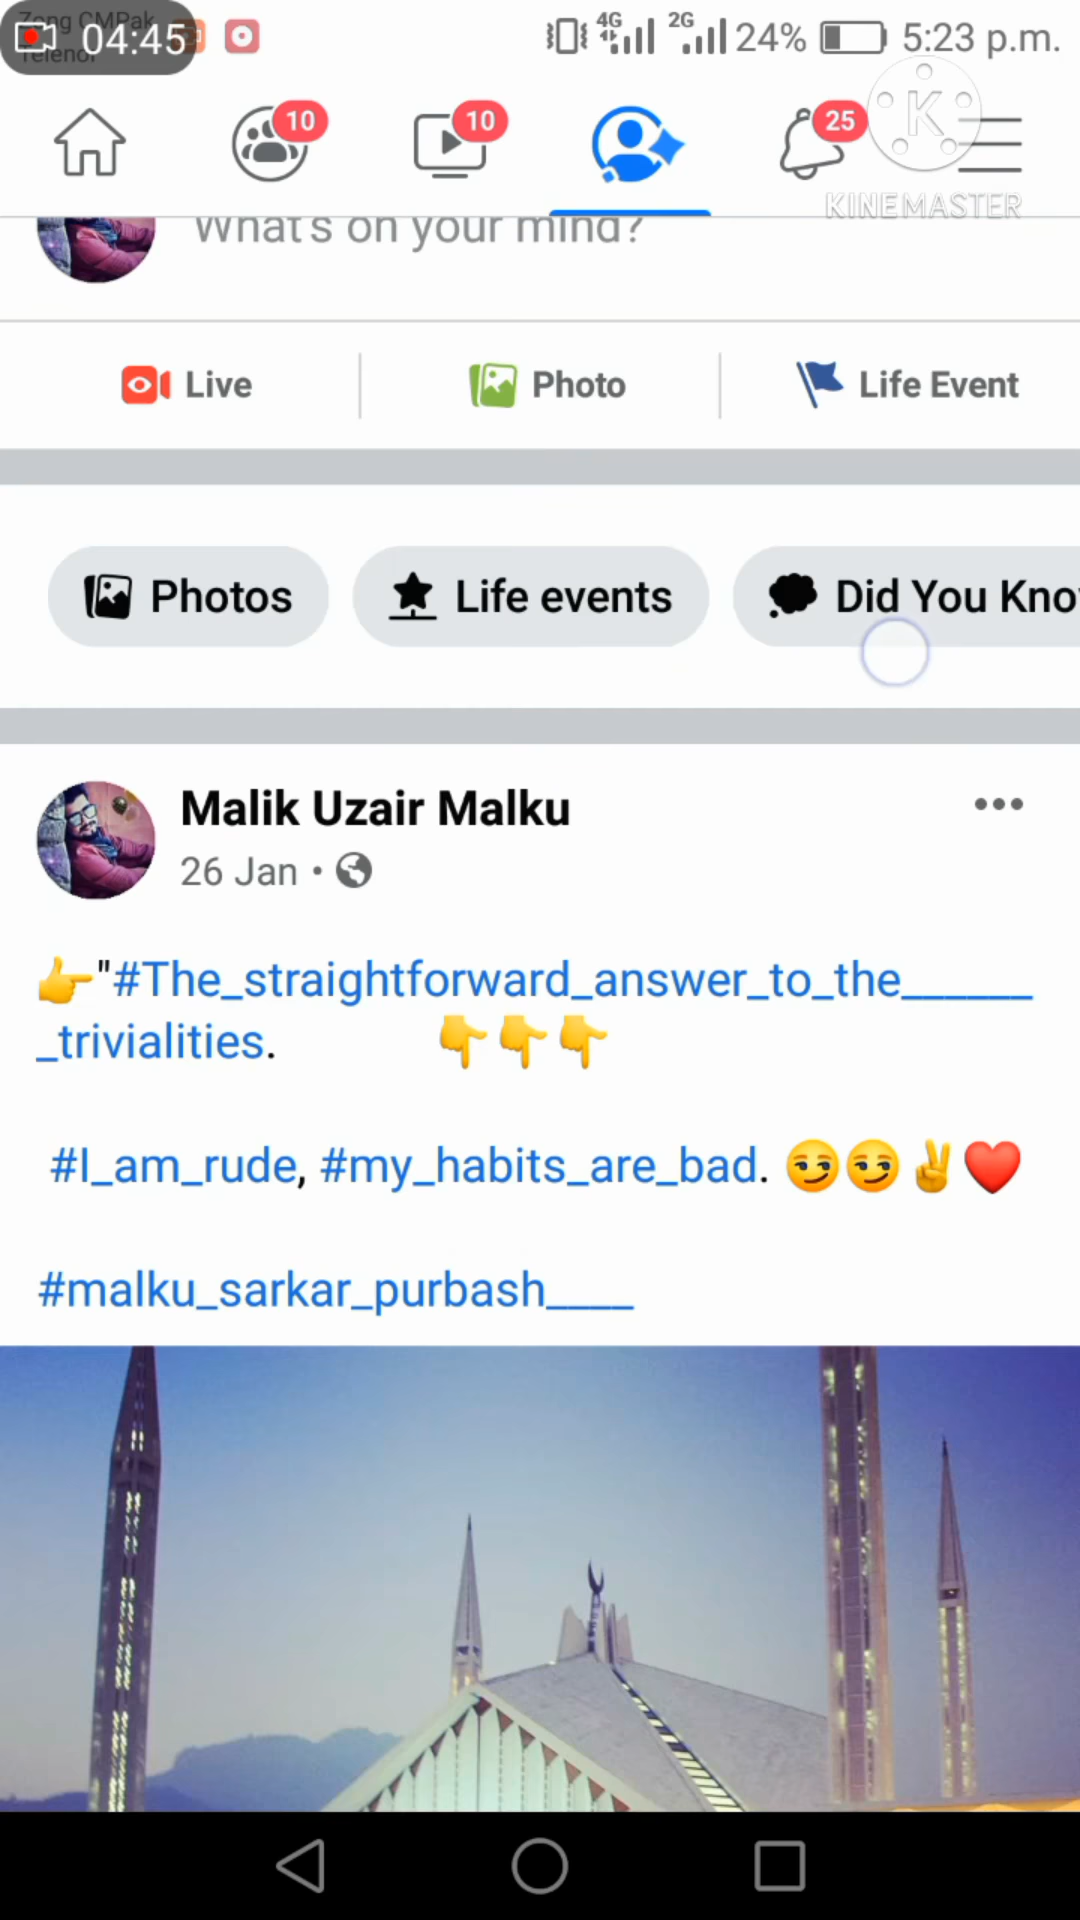 Zong CMPak
Telenor
04:45
4G
2G
24%
5:23 p.m.
10
10
25
K
KINEMASTER
What's on your mind?
Live
Photo
Life Event
Photos
Life events
Did You Kno
Malik Uzair Malku
26 Jan •
👉"#The_straightforward_answer_to_the______
_trivialities. 👇👇👇
#I_am_rude, #my_habits_are_bad. 😏😏✌❤
#malku_sarkar_purbash____